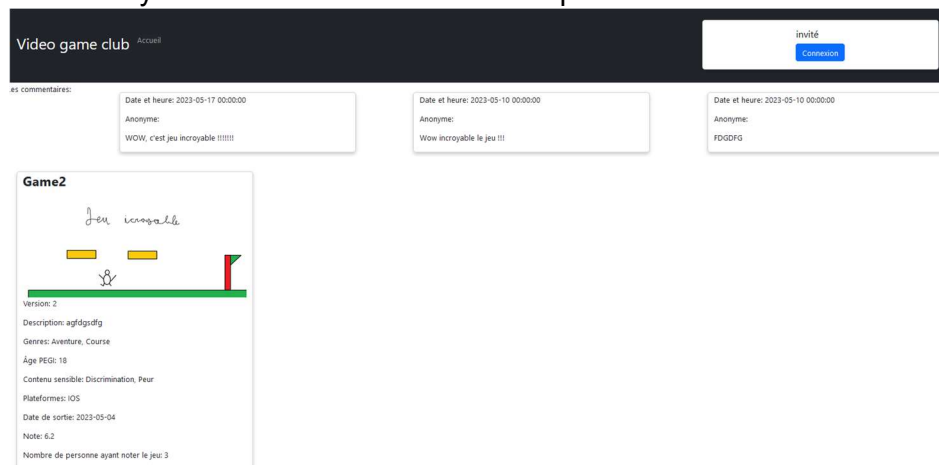 Video game club Accueil
invité
Connexion
es commentaires:
Date et heure: 2023-05-17 00:00:00
Anonyme:
WOW, c'est jeu incroyable !!!!!!!
Date et heure: 2023-05-10 00:00:00
Anonyme:
Wow incroyable le jeu !!!
Date et heure: 2023-05-10 00:00:00
Anonyme:
FDGDFG
Game2
Jeu incroyable
Version: 2
Description: agfdgsdfg
Genres: Aventure, Course
Âge PEGI: 18
Contenu sensible: Discrimination, Peur
Plateformes: IOS
Date de sortie: 2023-05-04
Note: 6.2
Nombre de personne ayant noter le jeu: 3